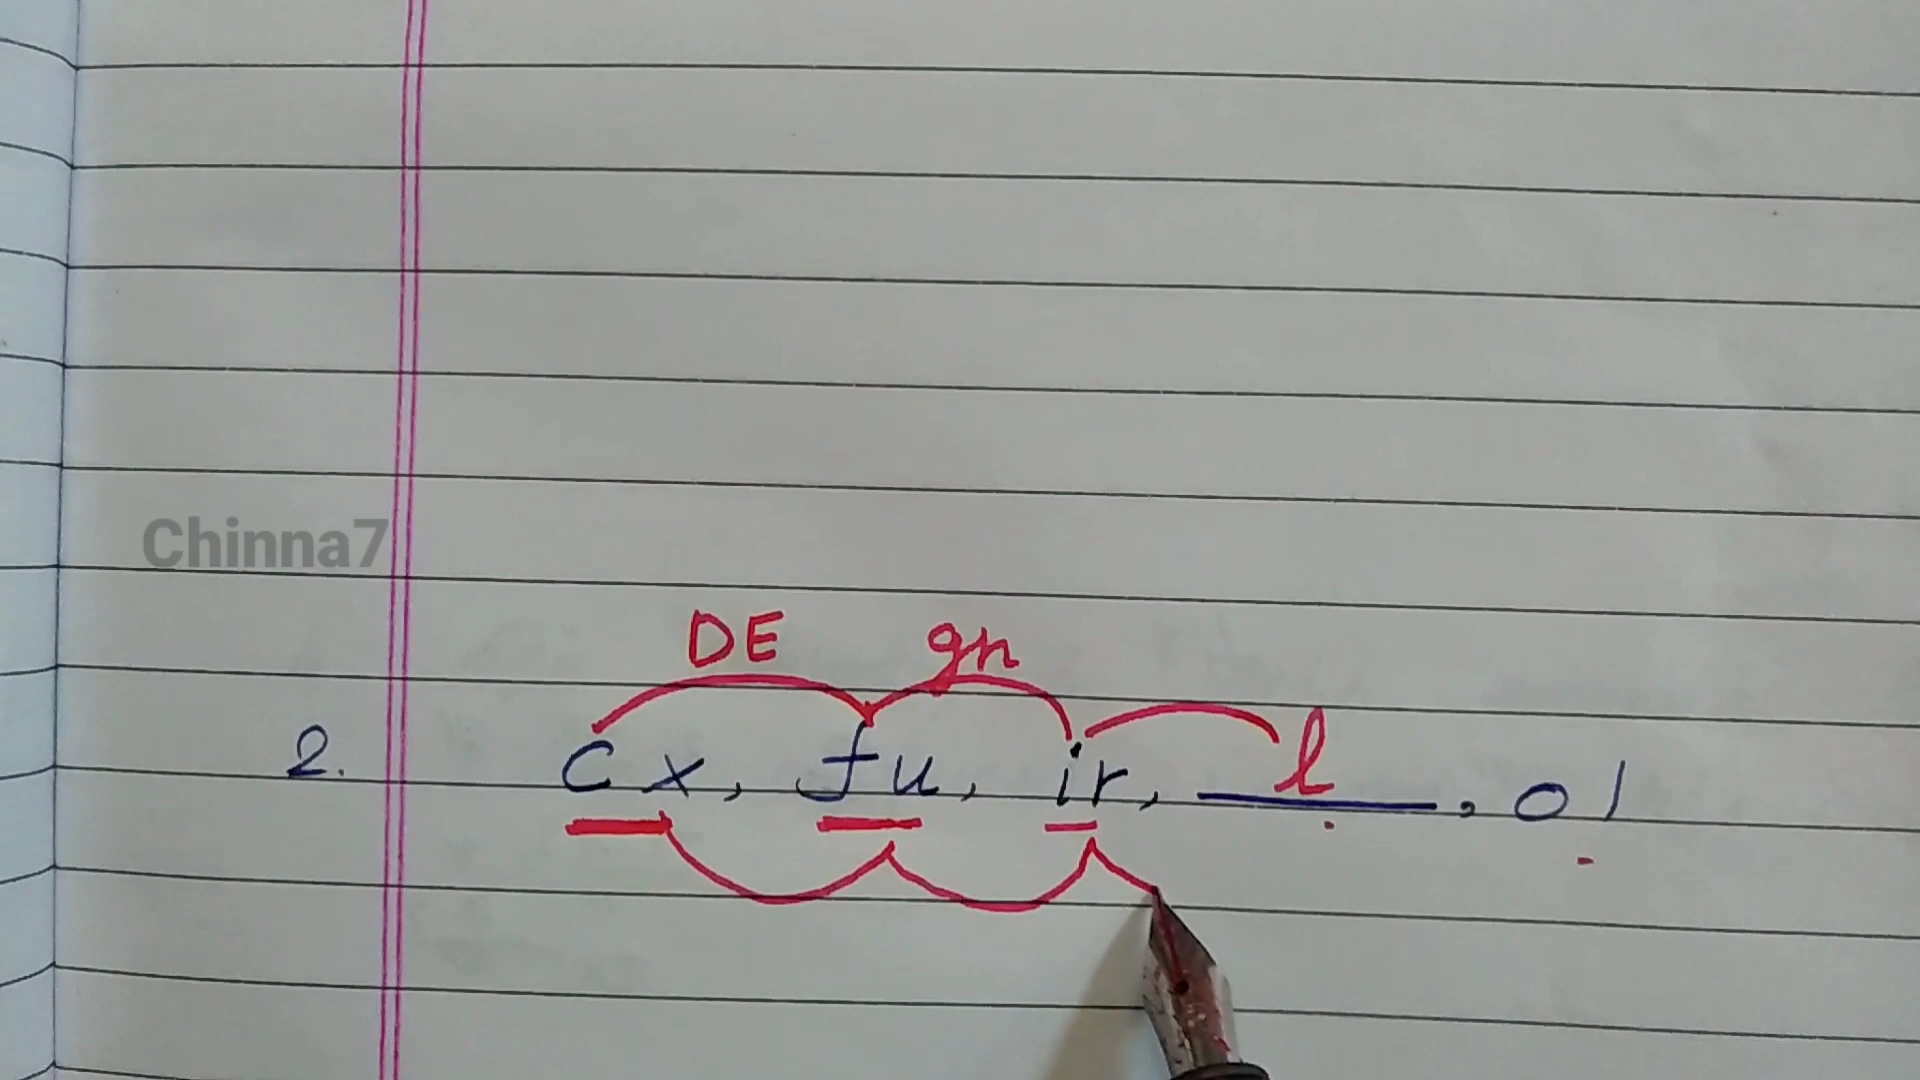 Chinna7
DE gn
2. Cx, fu, ir, l, ol